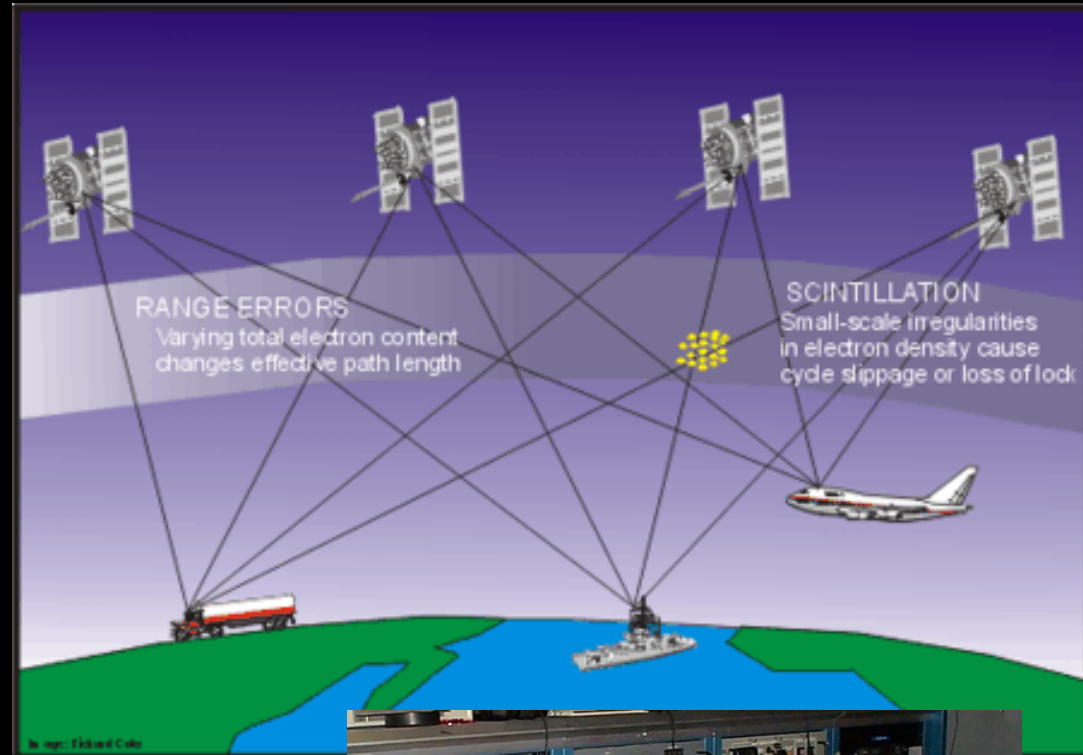 RANGE ERRORS
Varying total electron content
changes effective path length
SCINTILLATION
Small-scale irregularities
in electron density cause
cycle slippage or loss of lock